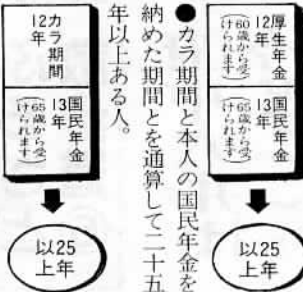 厚生年金
12年
(60歳から受
けられます)
国民年金
13年
(65歳から受
けられます)
以25
上年
●カラ期間と本人の国民年金を
納めた期間とを通算して二十五
年以上ある人。
カラ期間
12年
国民年金
13年
(65歳から受
けられます)
以25
上年